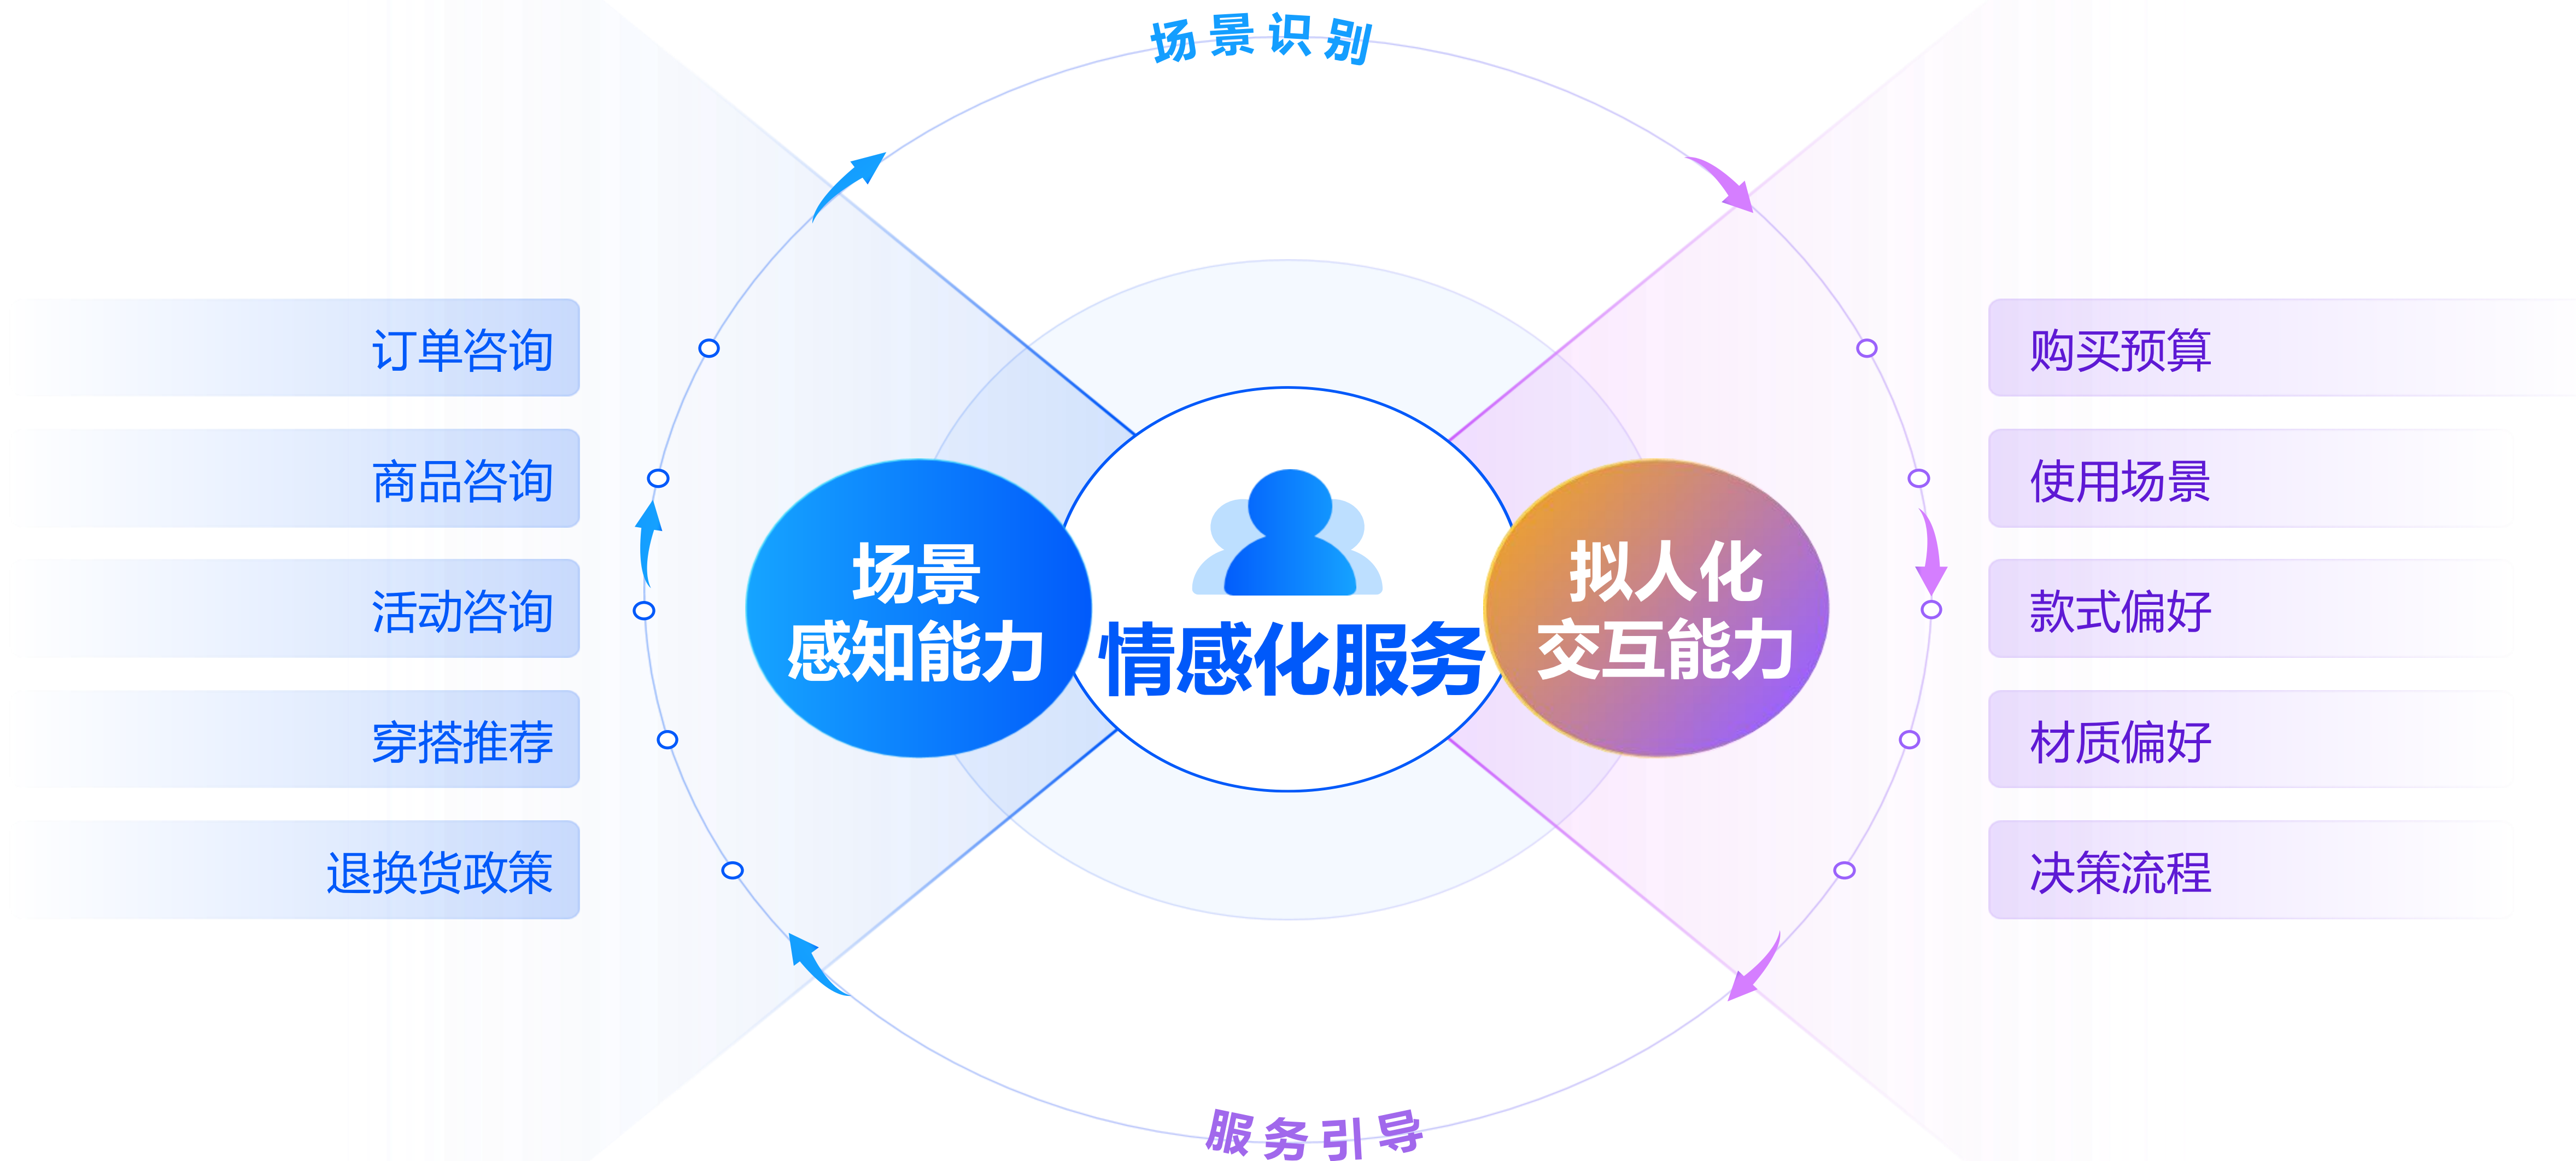 场景识别
订单咨询
商品咨询
活动咨询
穿搭推荐
退换货政策
场景
感知能力
情感化服务
拟人化
交互能力
购买预算
使用场景
款式偏好
材质偏好
决策流程
服务引导